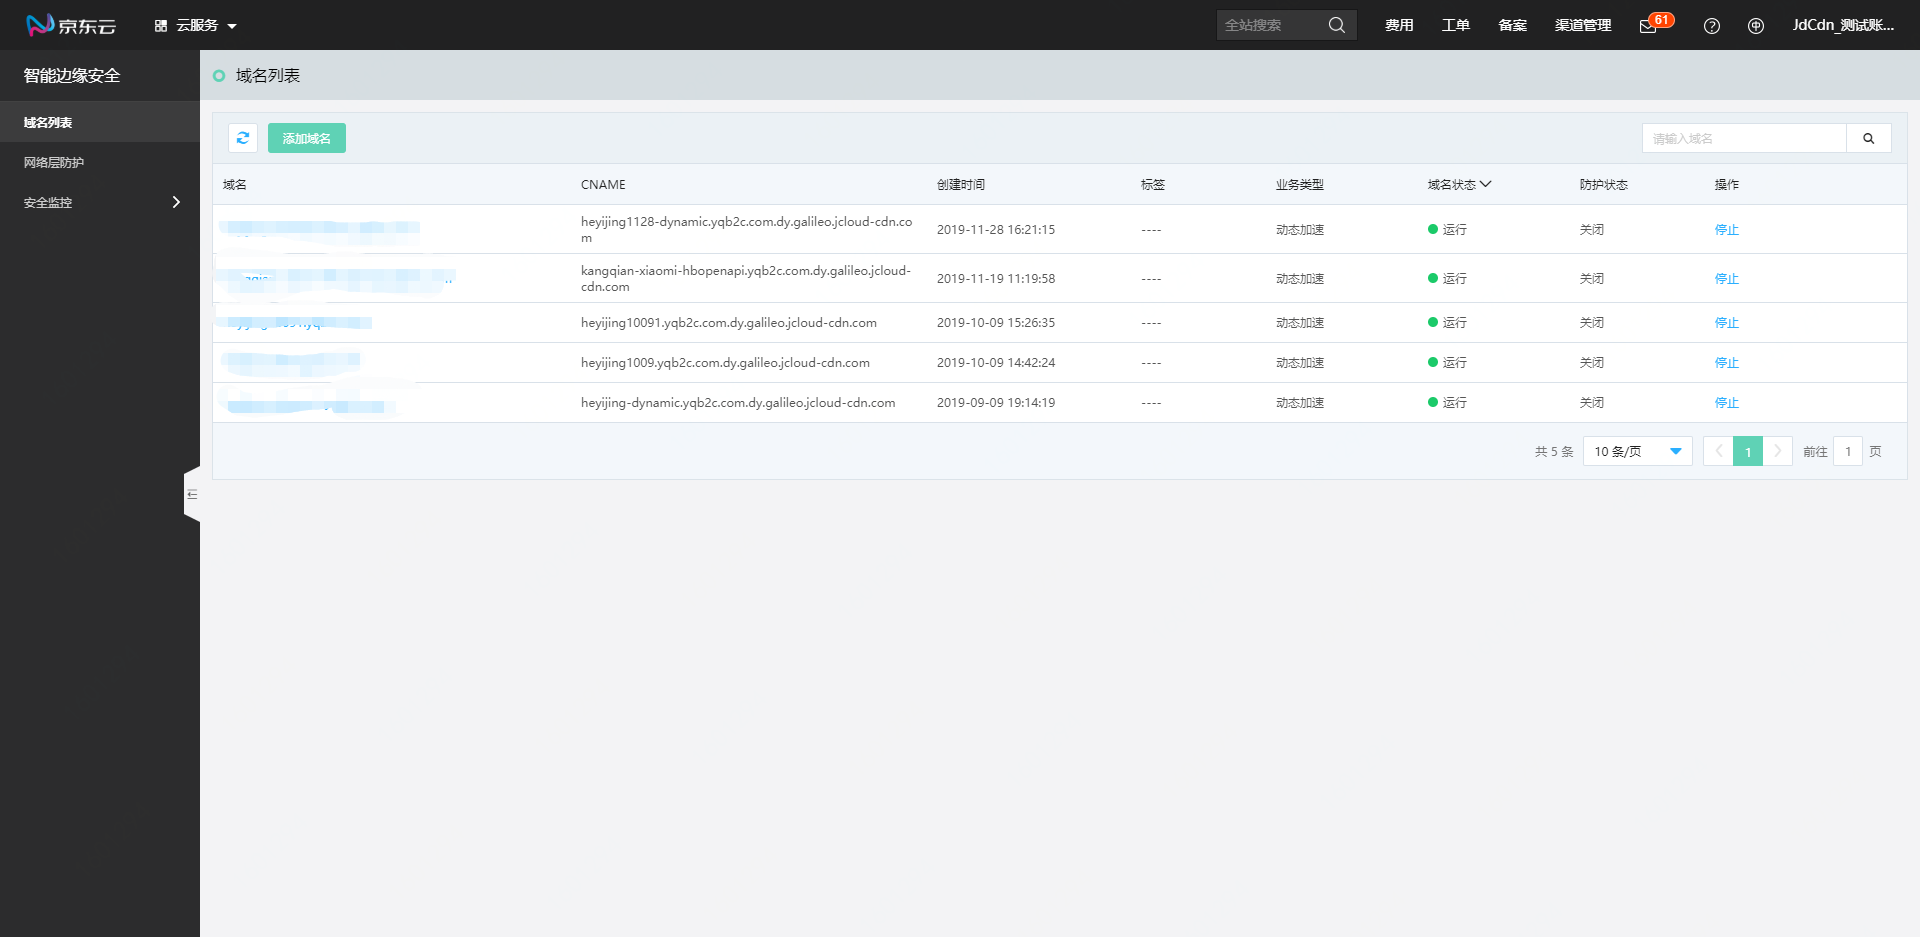 京东云
云服务
全站搜索
费用
工单
备案
渠道管理
61
JdCdn_测试账...
智能边缘安全
域名列表
网络层防护
安全监控
域名列表
添加域名
请输入域名
域名 CNAME 创建时间 标签 业务类型 域名状态 防护状态 操作
heyijing1128-dynamic.yqb2c.com.dy.galileo.jcloud-cdn.co
m
2019-11-28 16:21:15 ---- 动态加速 运行 关闭 停止
kangqian-xiaomi-hbopenapi.yqb2c.com.dy.galileo.jcloud-
cdn.com
2019-11-19 11:19:58 ---- 动态加速 运行 关闭 停止
heyijing10091.yqb2c.com.dy.galileo.jcloud-cdn.com 2019-10-09 15:26:35 ---- 动态加速 运行 关闭 停止
heyijing1009.yqb2c.com.dy.galileo.jcloud-cdn.com 2019-10-09 14:42:24 ---- 动态加速 运行 关闭 停止
heyijing-dynamic.yqb2c.com.dy.galileo.jcloud-cdn.com 2019-09-09 19:14:19 ---- 动态加速 运行 关闭 停止
共 5 条 10 条/页 1 前往 1 页